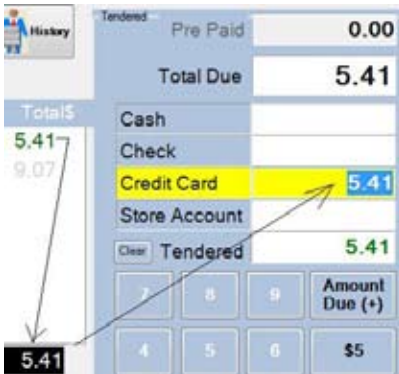 History
Tendered
Pre Paid 0.00
Total Due 5.41
Total$
5.41
9.07
5.41
Cash
Check
Credit Card 5.41
Store Account
Clear Tendered 5.41
7 8 9 Amount Due (+)
4 5 6 $5